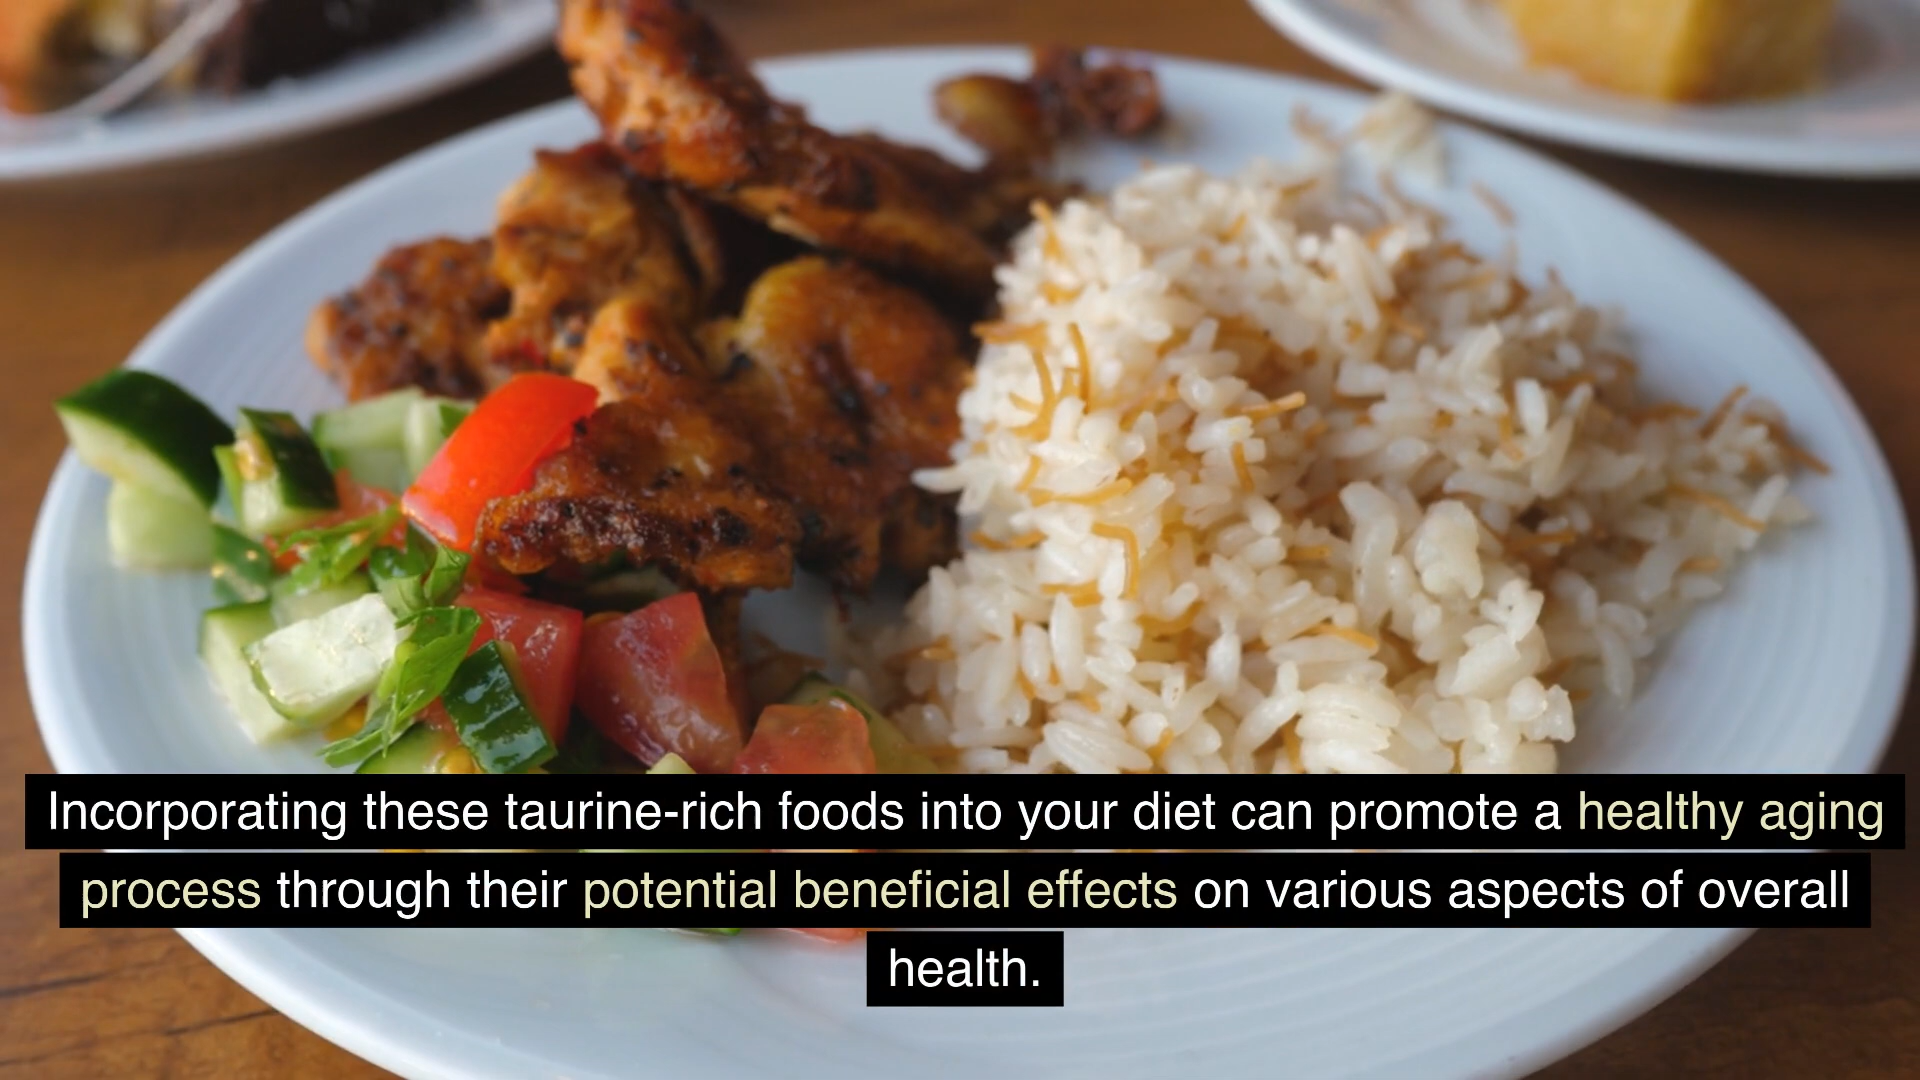 Incorporating these taurine-rich foods into your diet can promote a healthy aging
process through their potential beneficial effects on various aspects of overall
health.